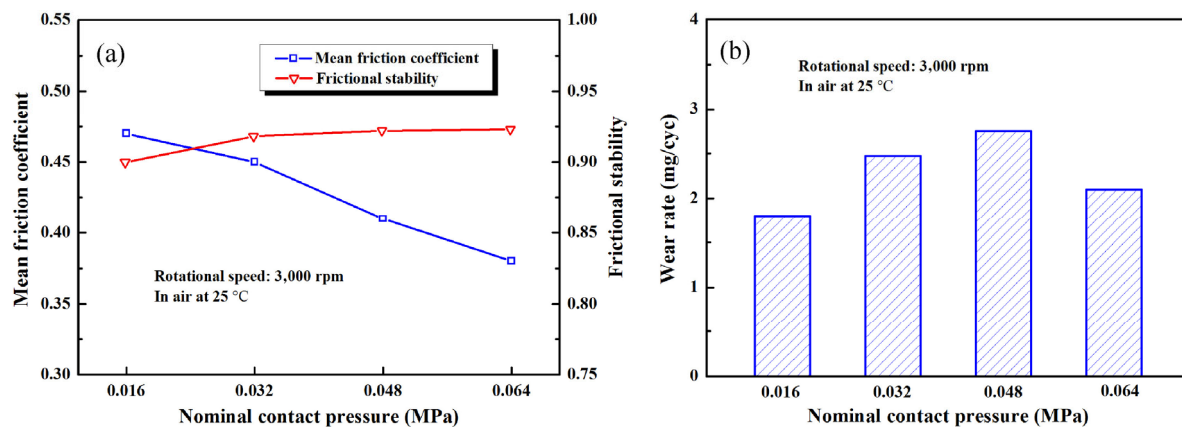 (a)
Mean friction coefficient
Frictional stability
Rotational speed: 3,000 rpm
In air at 25 °C
0.55
0.50
0.45
0.40
0.35
0.30
Mean friction coefficient
1.00
0.95
0.90
0.85
0.80
0.75
Frictional stability
0.016 0.032 0.048 0.064
Nominal contact pressure (MPa)
(b)
Rotational speed: 3,000 rpm
In air at 25 °C
4
3
2
1
0
Wear rate (mg/cyc)
0.016 0.032 0.048 0.064
Nominal contact pressure (MPa)